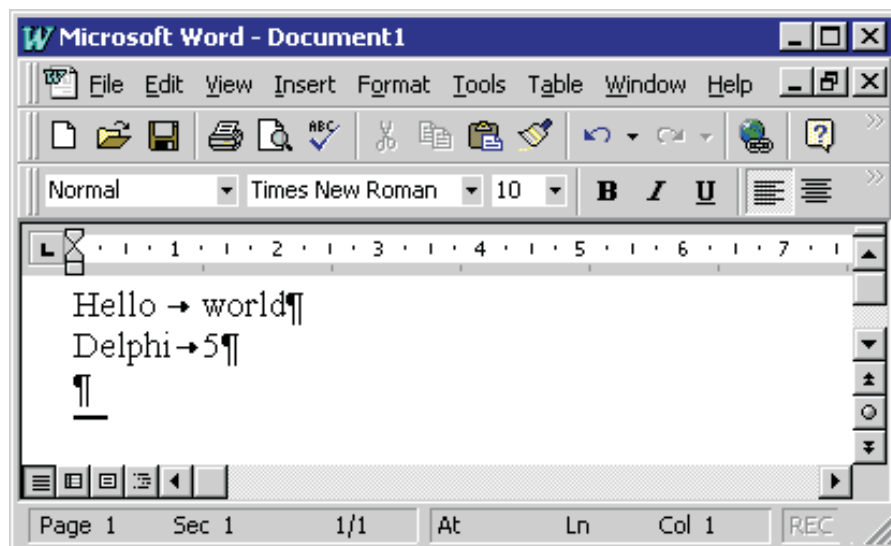 Microsoft Word - Document1
File Edit View Insert Format Tools Table Window Help
ABC
Normal Times New Roman 10 B I U
L 1 2 3 4 5 6 7
Hello → world¶
Delphi→5¶
¶
Page 1 Sec 1 1/1 At Ln Col 1 REC